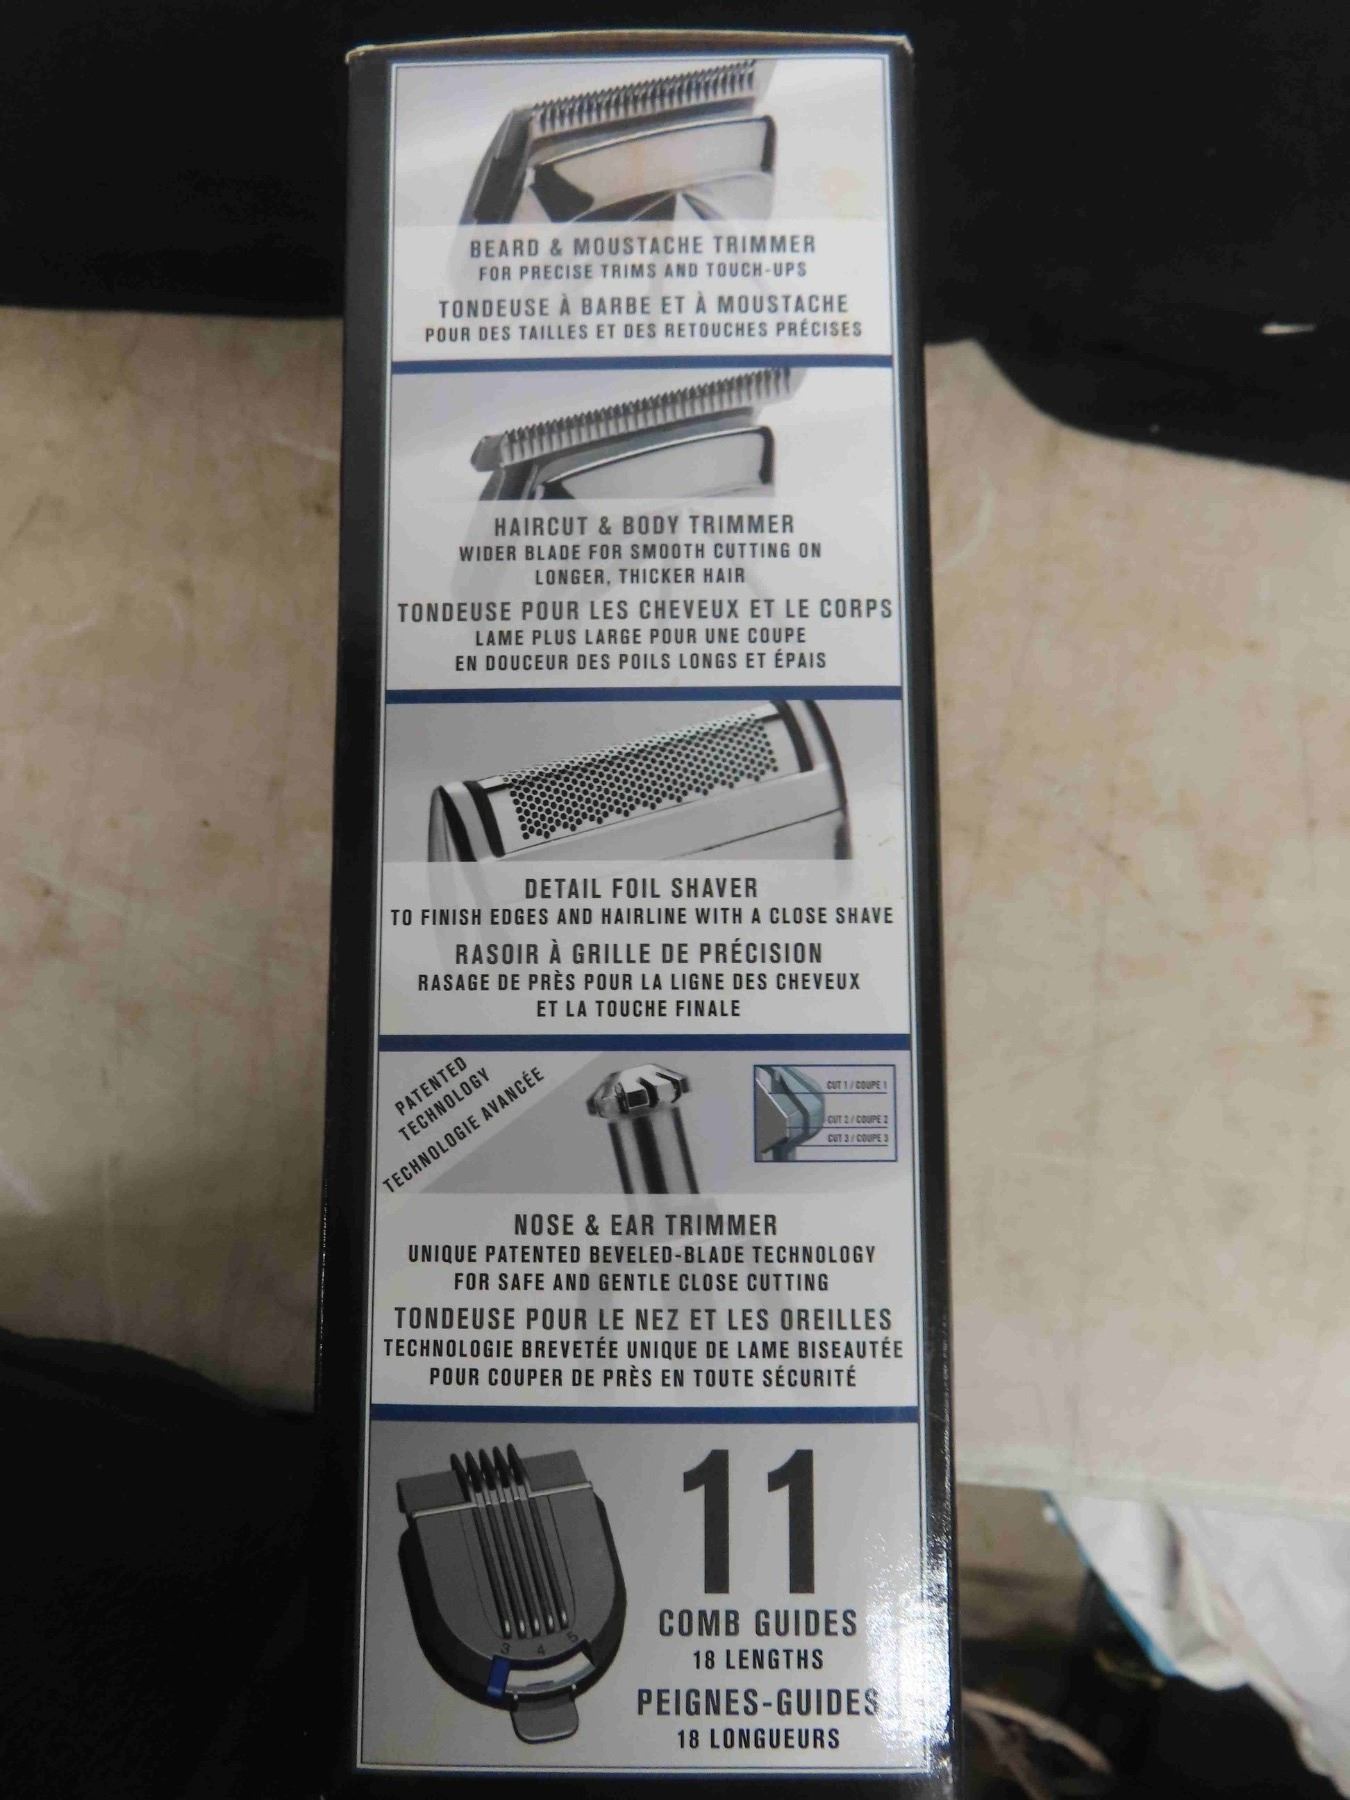 BEARD & MOUSTACHE TRIMMER
FOR PRECISE TRIMS AND TOUCH-UPS
TONDEUSE À BARBE ET À MOUSTACHE
POUR DES TAILLES ET DES RETOUCHES PRÉCISES
HAIRCUT & BODY TRIMMER
WIDER BLADE FOR SMOOTH CUTTING ON
LONGER, THICKER HAIR
TONDEUSE POUR LES CHEVEUX ET LE CORPS
LAME PLUS LARGE POUR UNE COUPE
EN DOUCEUR DES POILS LONGS ET ÉPAIS
DETAIL FOIL SHAVER
TO FINISH EDGES AND HAIRLINE WITH A CLOSE SHAVE
RASOIR À GRILLE DE PRÉCISION
RASAGE DE PRÈS POUR LA LIGNE DES CHEVEUX
ET LA TOUCHE FINALE
PATENTED
TECHNOLOGY
TECHNOLOGIE AVANCÉE
CUT 1 / COUPE 1
CUT 2 / COUPE 2
CUT 3 / COUPE 3
NOSE & EAR TRIMMER
UNIQUE PATENTED BEVELED-BLADE TECHNOLOGY
FOR SAFE AND GENTLE CLOSE CUTTING
TONDEUSE POUR LE NEZ ET LES OREILLES
TECHNOLOGIE BREVETÉE UNIQUE DE LAME BISEAUTÉE
POUR COUPER DE PRÈS EN TOUTE SÉCURITÉ
11
COMB GUIDES
18 LENGTHS
PEIGNES-GUIDES
18 LONGUEURS
3 4 5